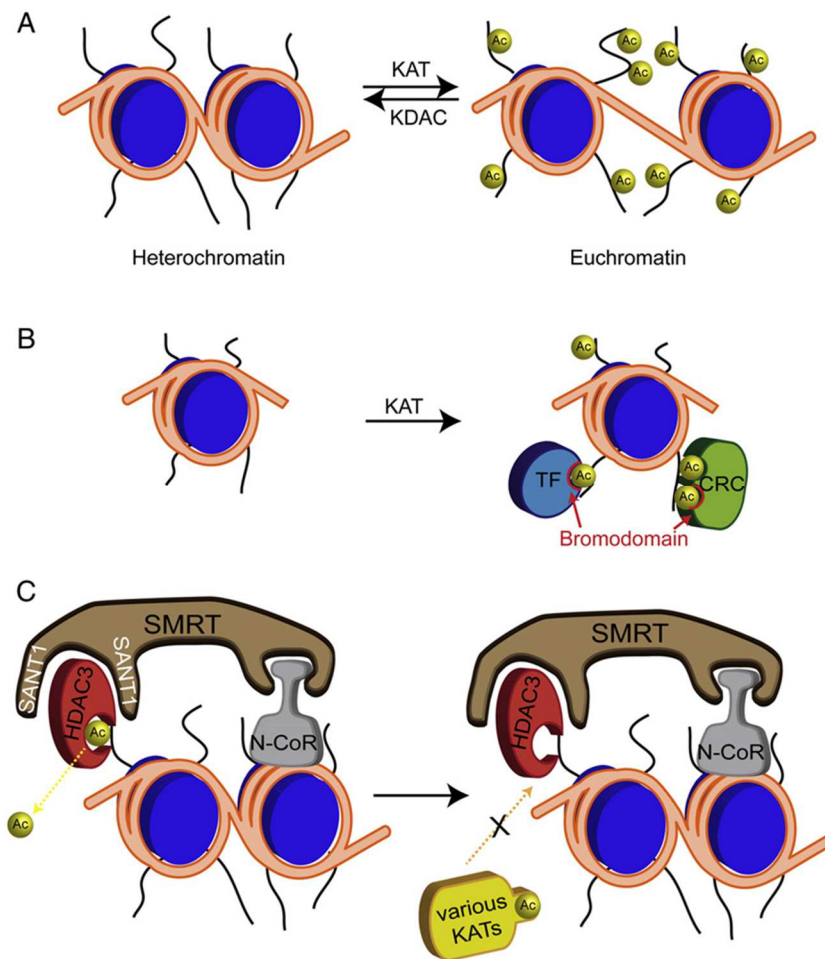 A
KAT
KDAC
Ac
Ac
Ac
Ac
Ac
Ac
Ac
Ac
Heterochromatin
Euchromatin
B
KAT
Ac
TF
Ac
Ac
Ac
CRC
Bromodomain
C
SMRT
SANT1
SANT1
HDAC3
Ac
N-CoR
Ac
SMRT
HDAC3
N-CoR
X
various
KATs
Ac